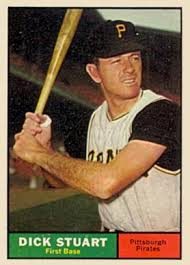 P
DICK STUART
First Base
Pittsburgh
Pirates